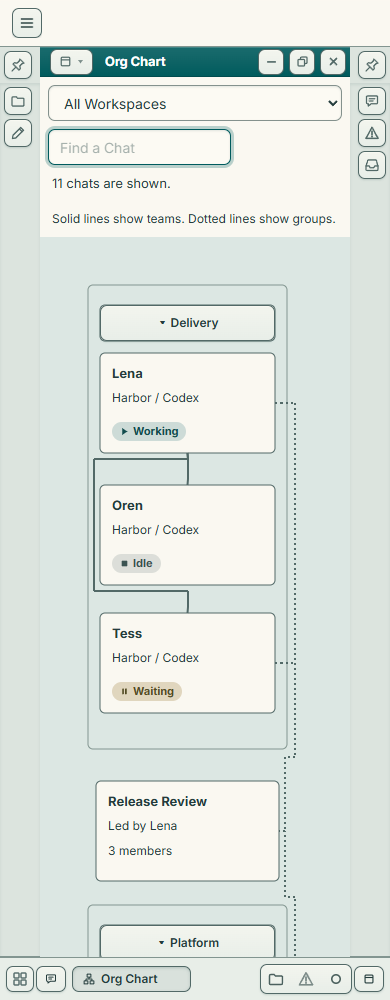 Org Chart
All Workspaces
Find a Chat
11 chats are shown.
Solid lines show teams. Dotted lines show groups.
Delivery
Lena
Harbor / Codex
Working
Oren
Harbor / Codex
Idle
Tess
Harbor / Codex
Waiting
Release Review
Led by Lena
3 members
Platform
Org Chart